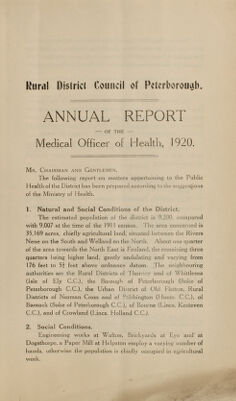 Rural District Council of Peterborough.
ANNUAL REPORT
— OF THE —
Medical Officer of Health, 1920.
MR. CHAIRMAN AND GENTLEMEN.
The following report on matters appertaining to the Public
Health of the District has been prepared according to the suggestions
of the Ministry of Health.
1. Natural and Social Conditions of the District.
The estimated population of the district is 9,200, compared
with 9,007 at the time of the 1911 census. The area concerned is
35,169 acres, chiefly agricultural land, situated between the Rivers
Nene on the South and Welland on the North. About one quarter
of the area towards the North East is Fenland, the remaining three
quarters being higher land, gently undulating and varying from
176 feet to 5½ feet above ordnance datum. The neighbouring
authorities are the Rural Districts of Thorney and of Whittlesea
(Isle of Ely C.C.), the Borough of Peterborough (Soke of
Peterborough C.C.), the Urban District of Old Fletton, Rural
Districts of Norman Cross and of Stibbington (Hunts C.C.), of
Barnack (Soke of Peterborough C.C.), of Bourne (Lincs. Kesteven
C.C.), and of Crowland (Lincs. Holland C.C.).
2. Social Conditions.
Engineering works at Walton, Brickyards at Eye and at
Dogsthorpe, a Paper Mill at Helpston employ a varying number of
hands, otherwise the population is chiefly occupied in agricultural
work.